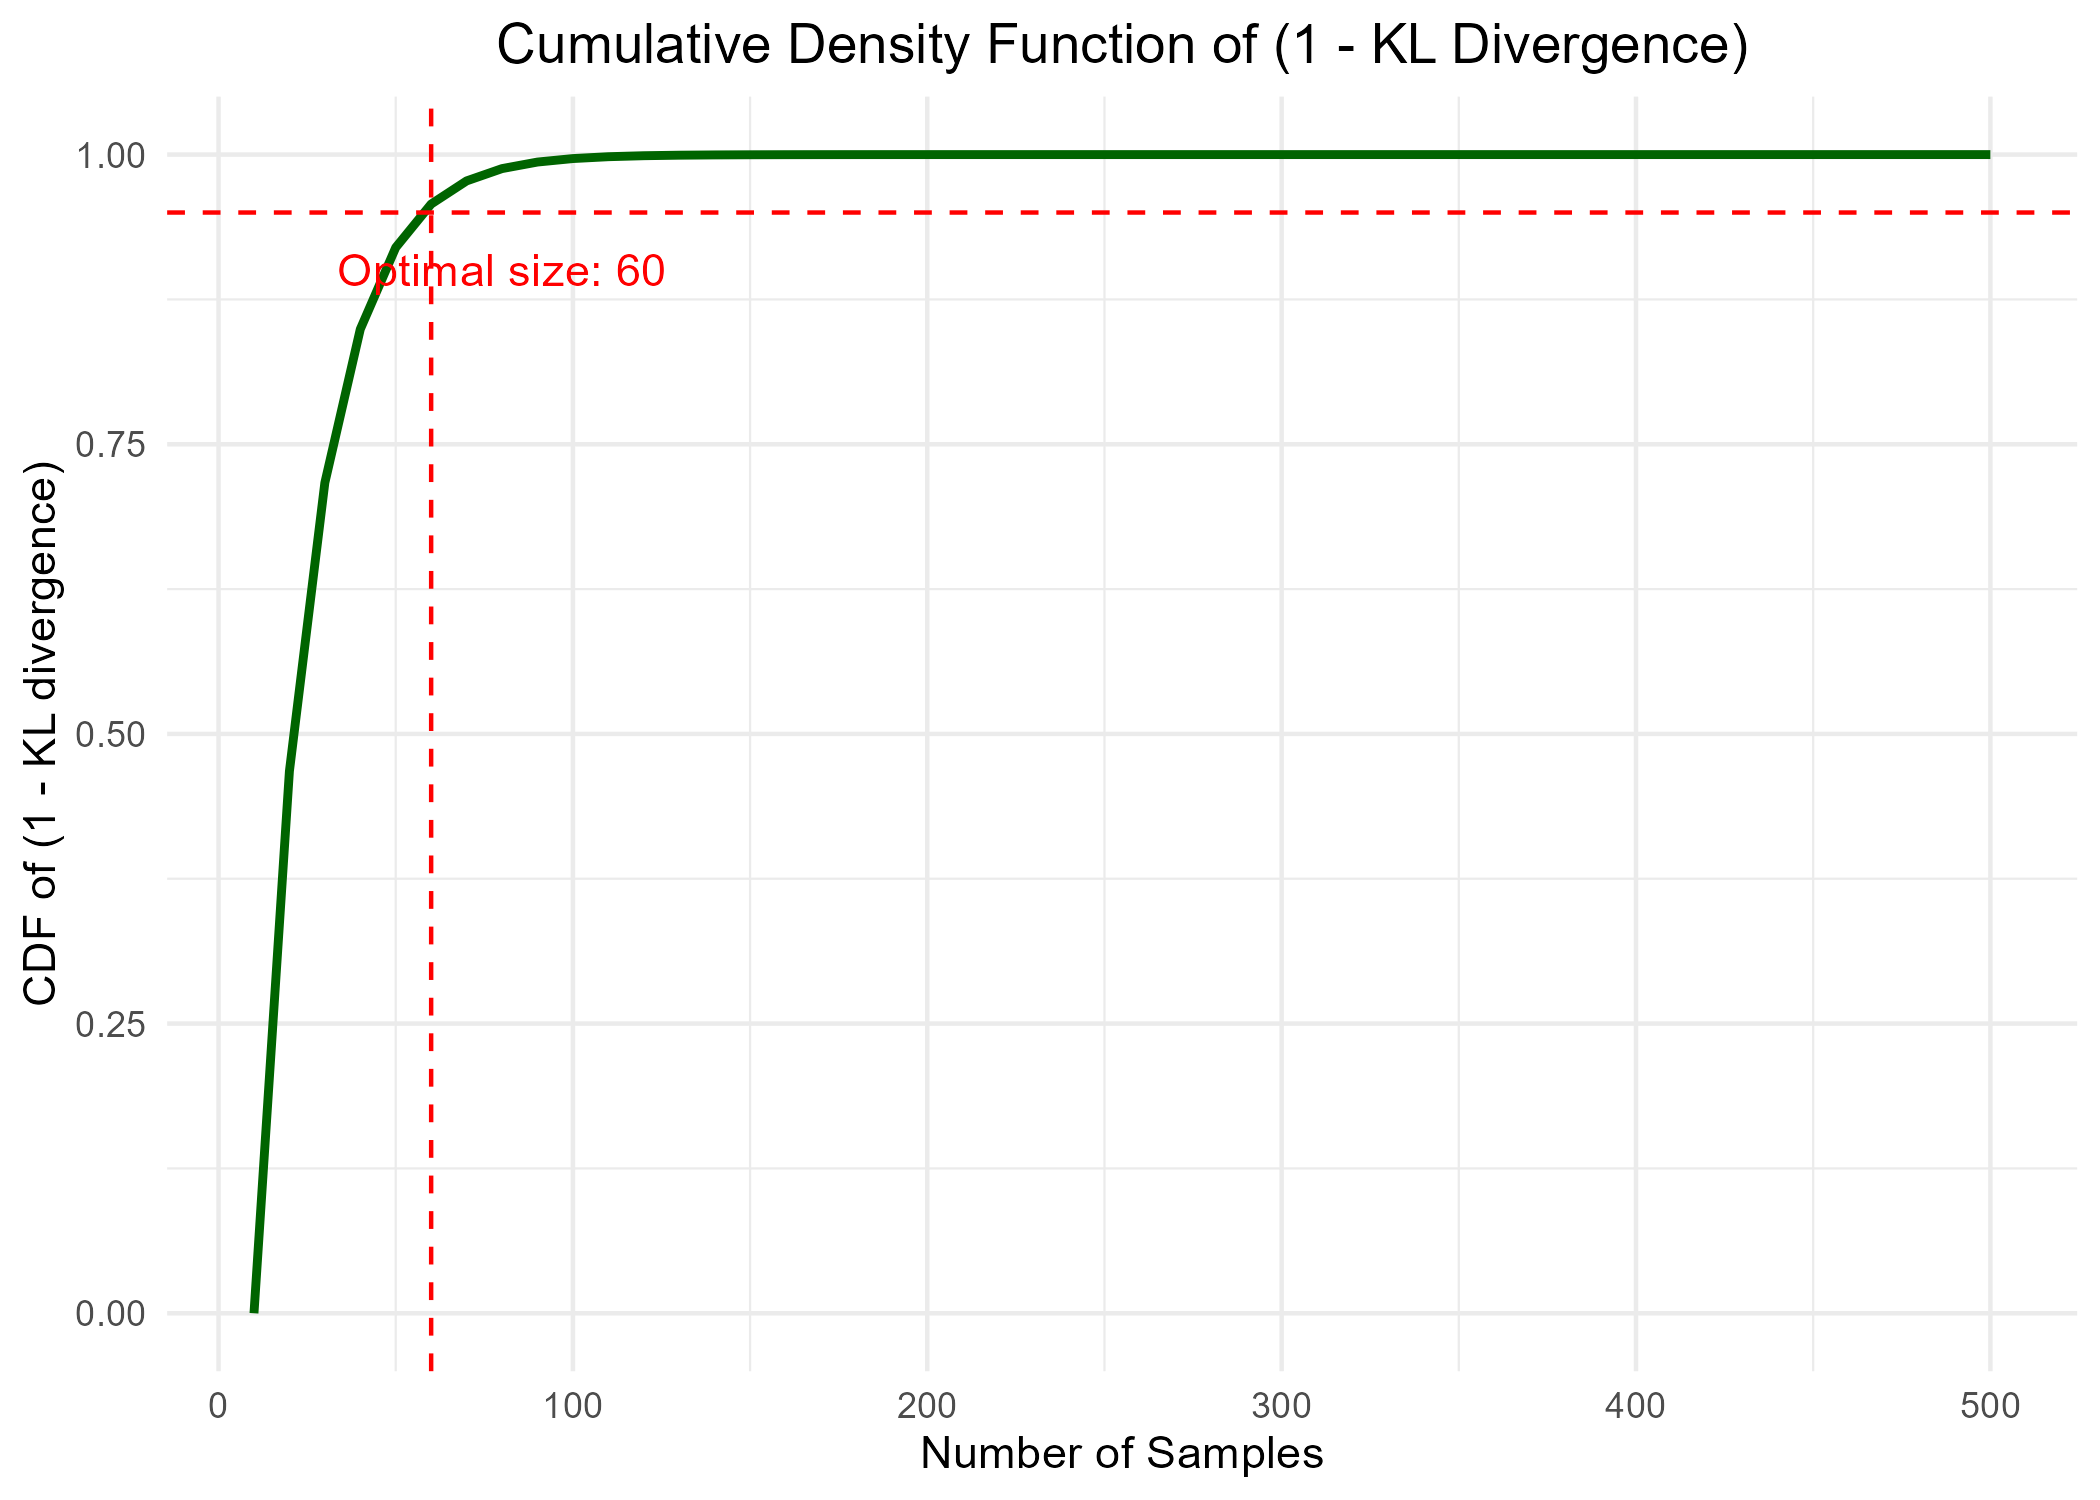 Cumulative Density Function of (1 - KL Divergence)
CDF of (1 - KL divergence)
1.00
0.75
0.50
0.25
0.00
Optimal size: 60
0
100
200
300
400
500
Number of Samples